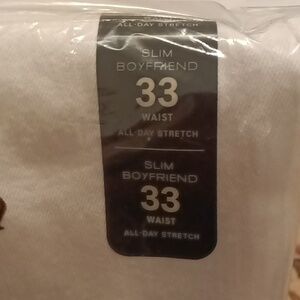 ALL-DAY STRETCH
SLIM
BOYFRIEND
33
WAIST
ALL-DAY STRETCH
SLIM
BOYFRIEND
33
WAIST
ALL-DAY STRETCH